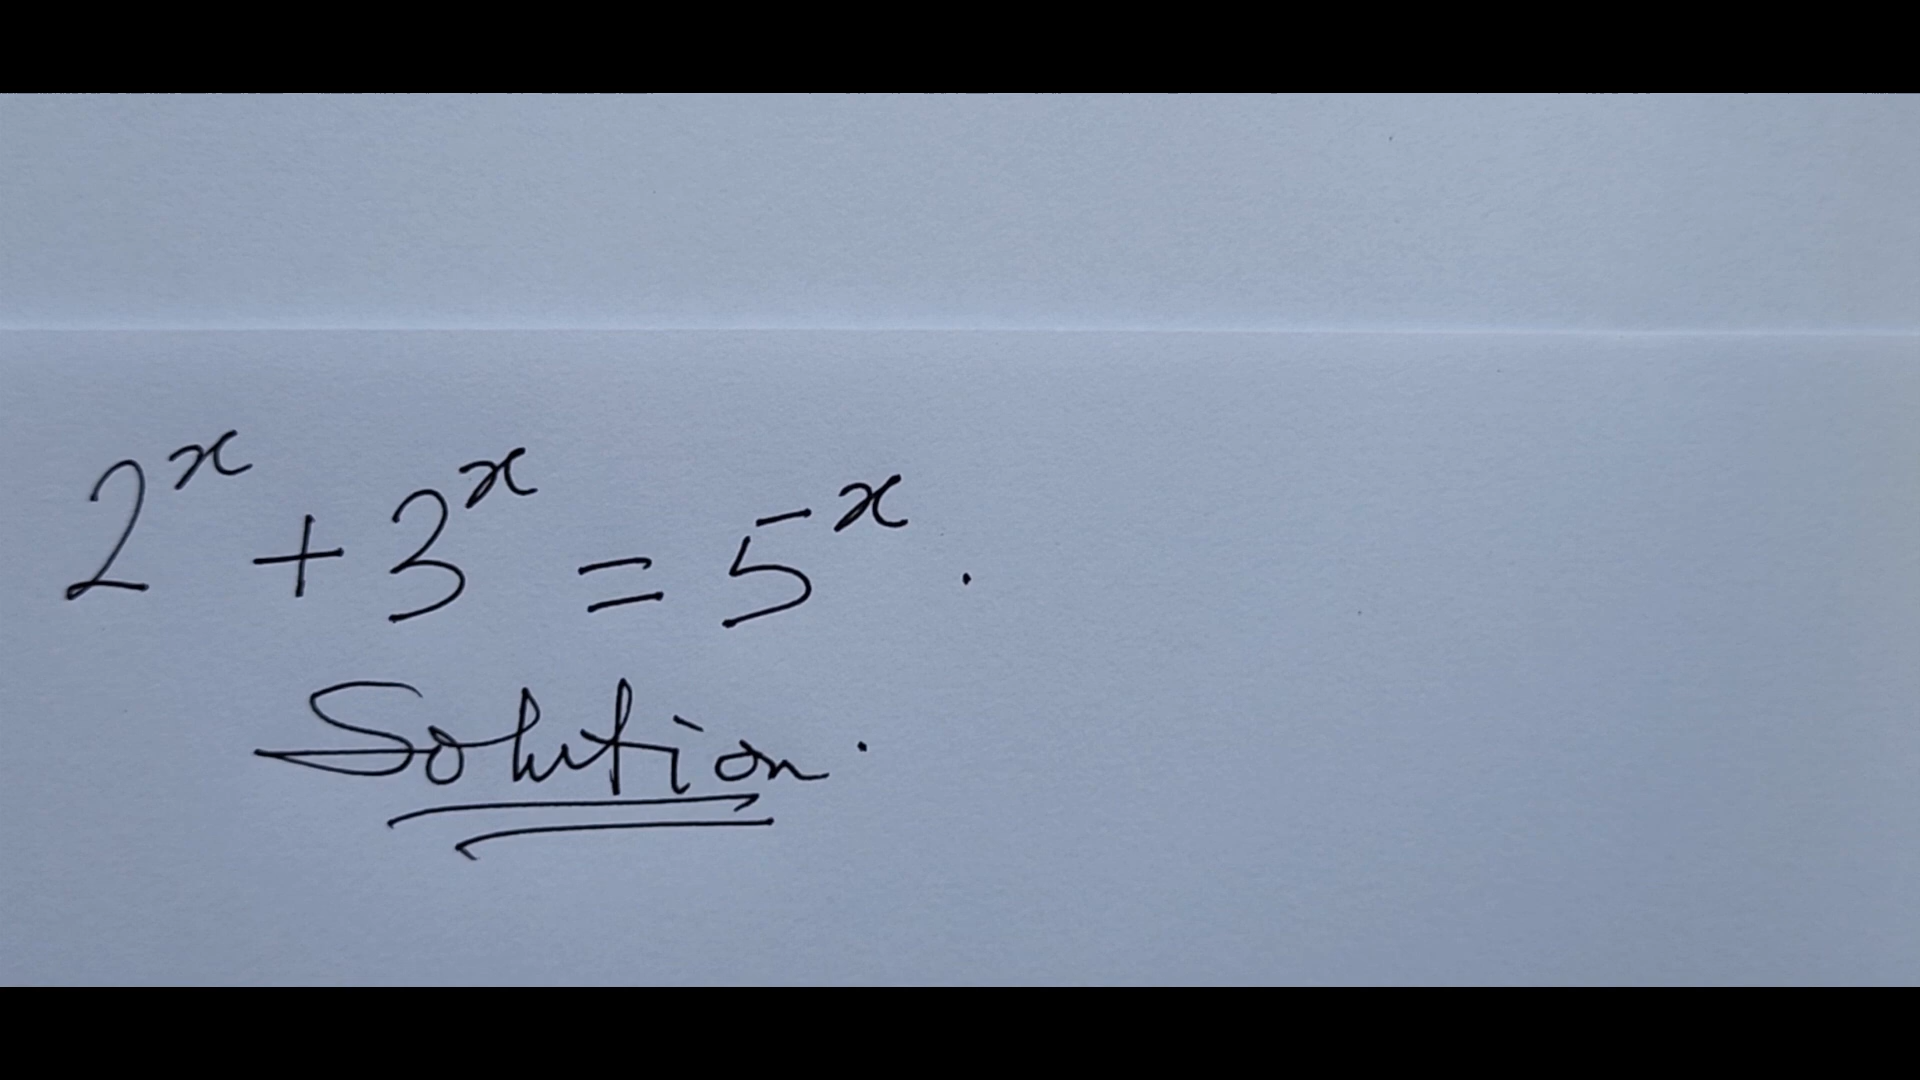 2^x + 3^x = 5^x.
Solution.